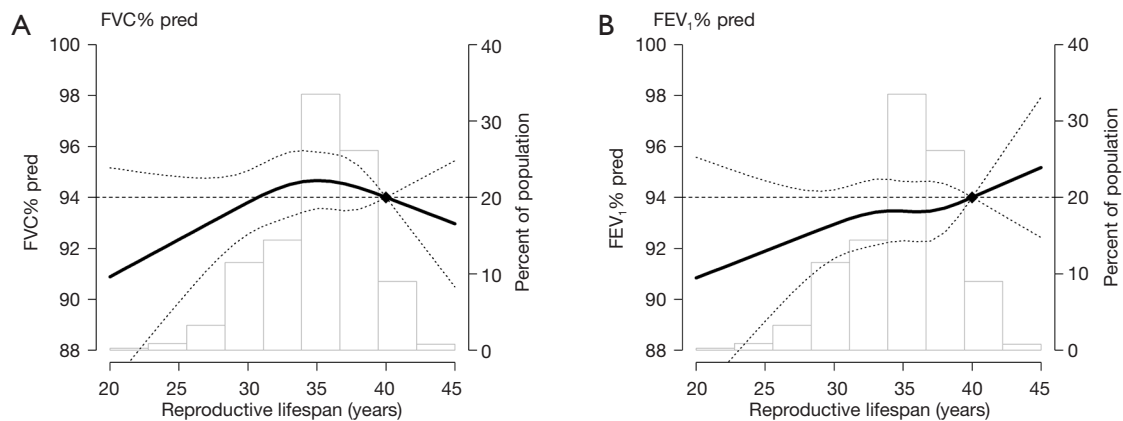 A
FVC% pred
100
98
96
94
92
90
88
FVC% pred
40
30
20
10
0
Percent of population
20 25 30 35 40 45
Reproductive lifespan (years)
B
FEV₁% pred
100
98
96
94
92
90
88
FEV₁% pred
40
30
20
10
0
Percent of population
20 25 30 35 40 45
Reproductive lifespan (years)